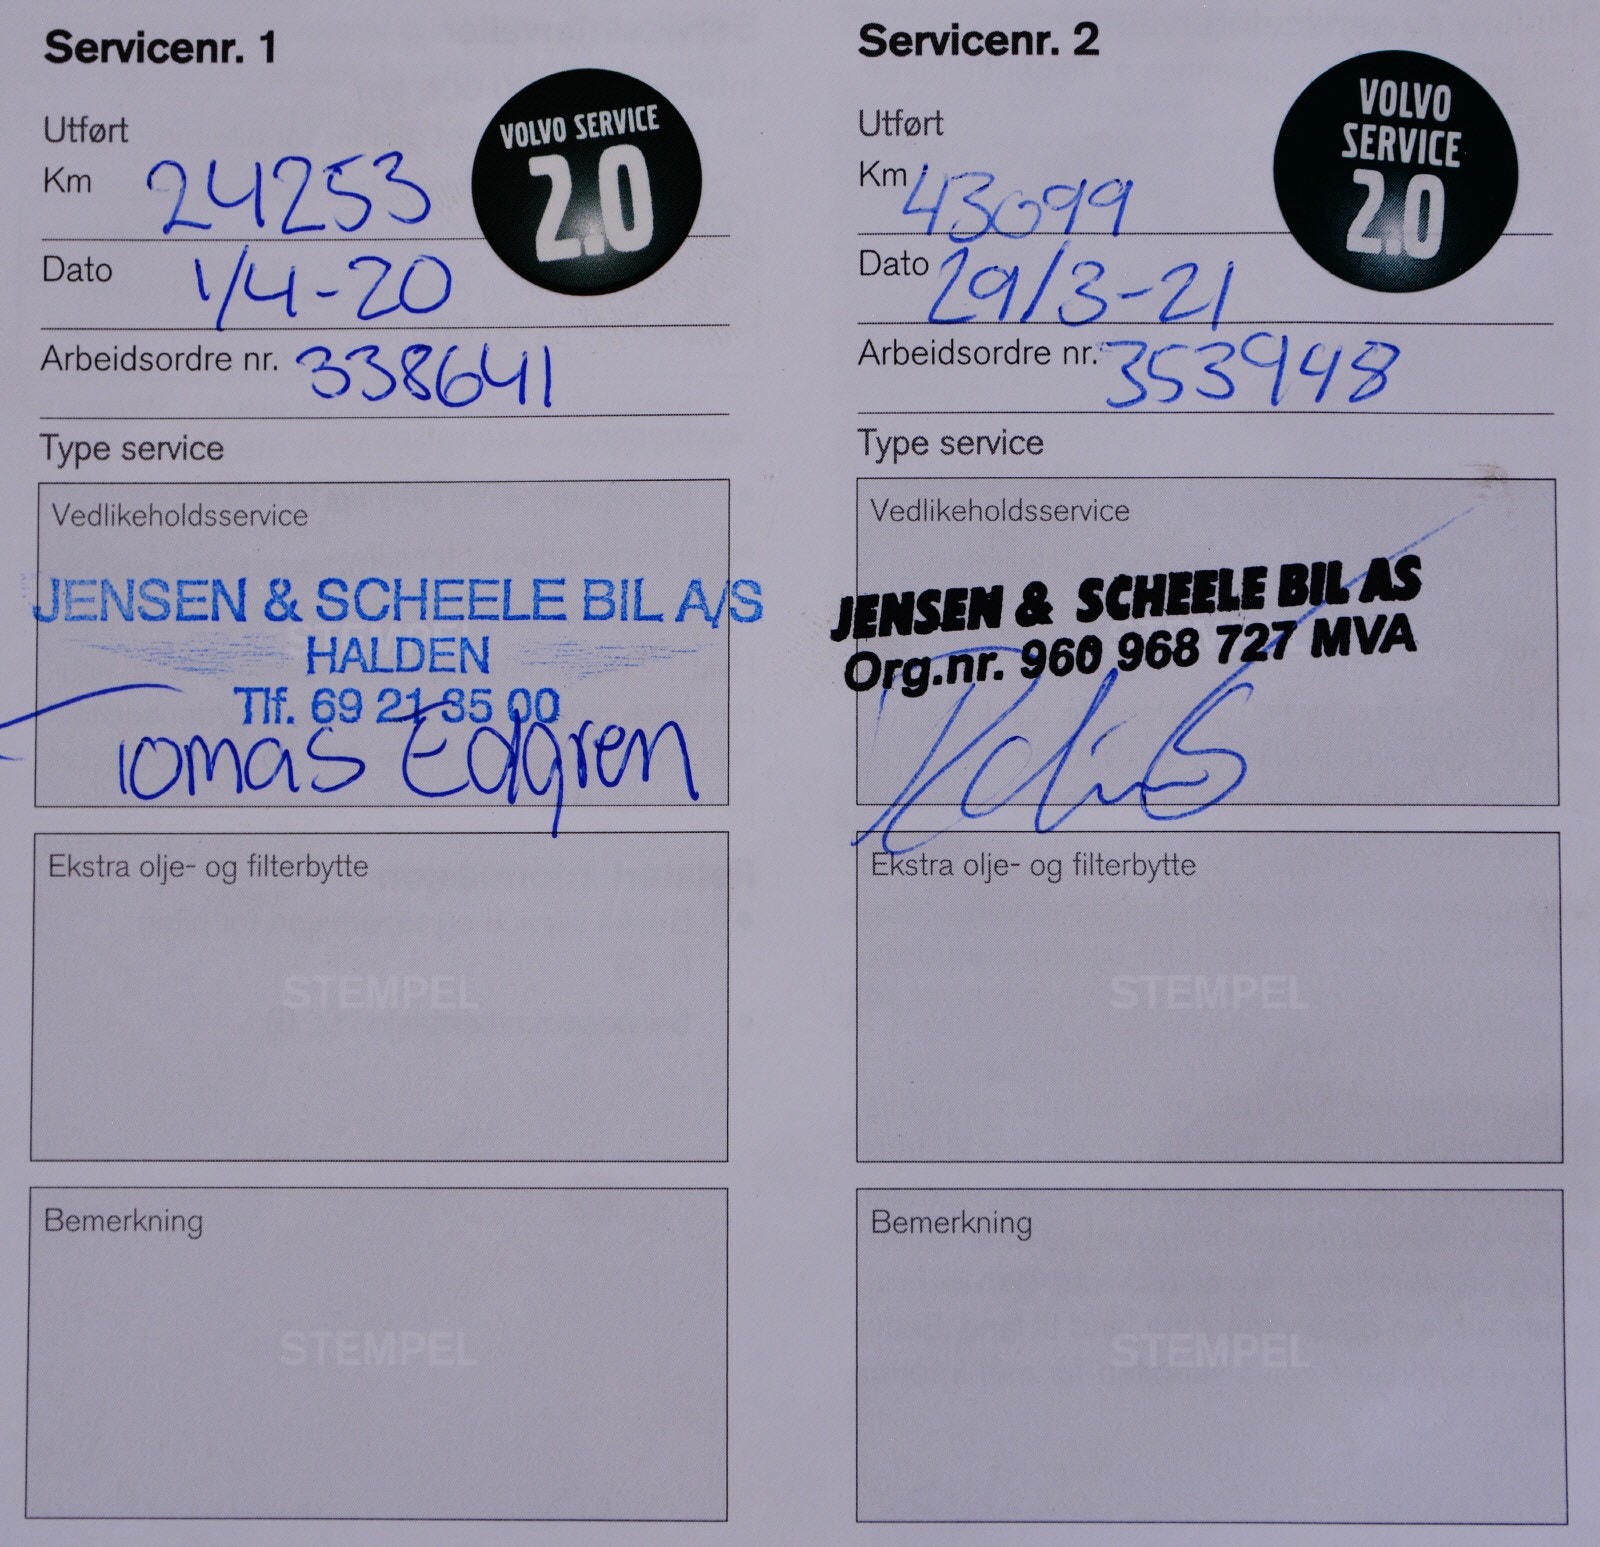 Servicenr. 1
Utført
Km 24253
VOLVO SERVICE
2.0
Dato 1/4-20
Arbeidsordre nr. 338641
Type service
Vedlikeholdsservice
JENSEN & SCHEELE BIL A/S
HALDEN
Tlf. 69 21 35 00
Tomas Edgren
Ekstra olje- og filterbytte
STEMPEL
Bemerkning
STEMPEL
Servicenr. 2
Utført
Km 43099
VOLVO
SERVICE
2.0
Dato 29/3-21
Arbeidsordre nr. 353948
Type service
Vedlikeholdsservice
JENSEN & SCHEELE BIL AS
Org.nr. 960 968 727 MVA
Ekstra olje- og filterbytte
STEMPEL
Bemerkning
STEMPEL